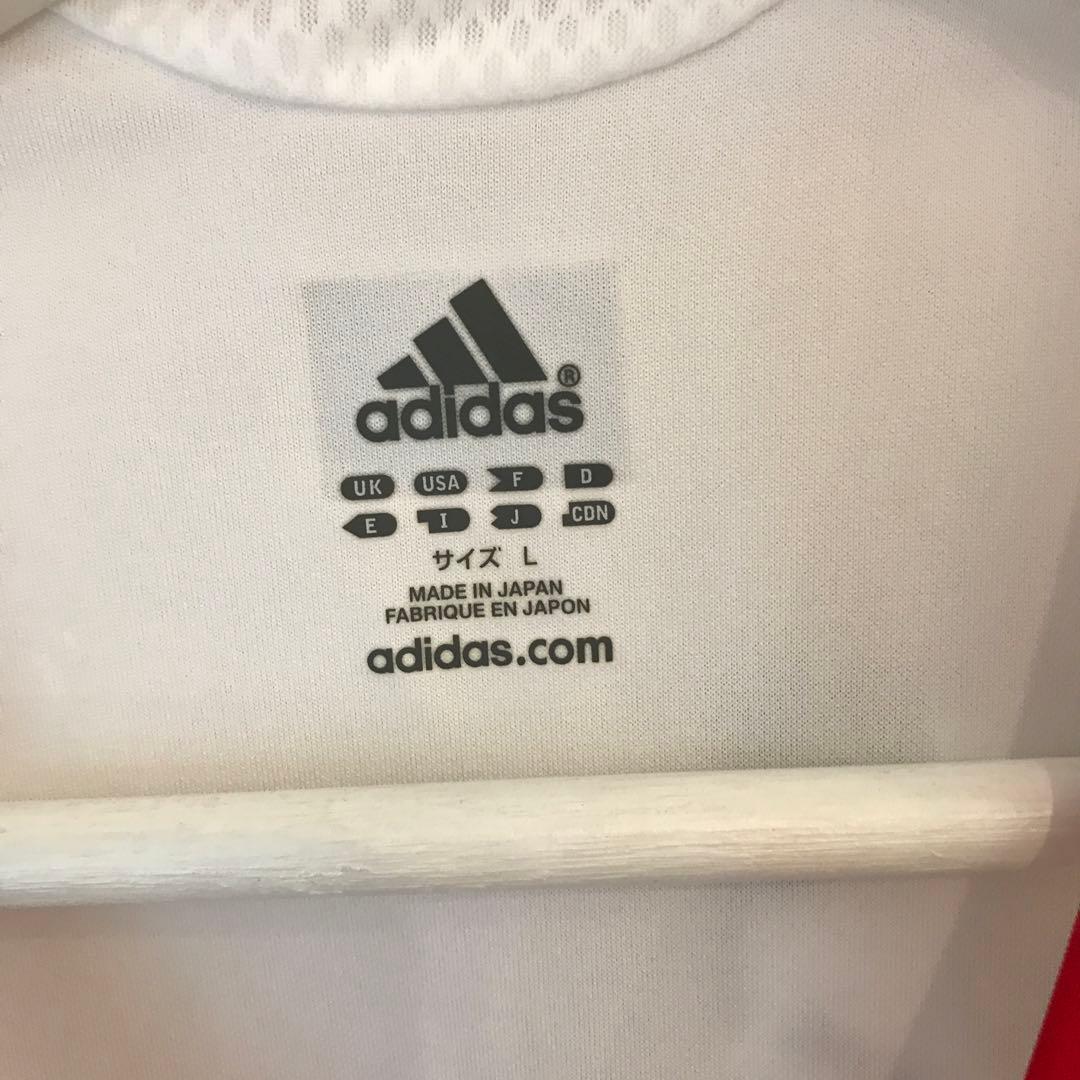 adidas®
UK USA F D
E I J CDN
サイズ L
MADE IN JAPAN
FABRIQUE EN JAPON
adidas.com